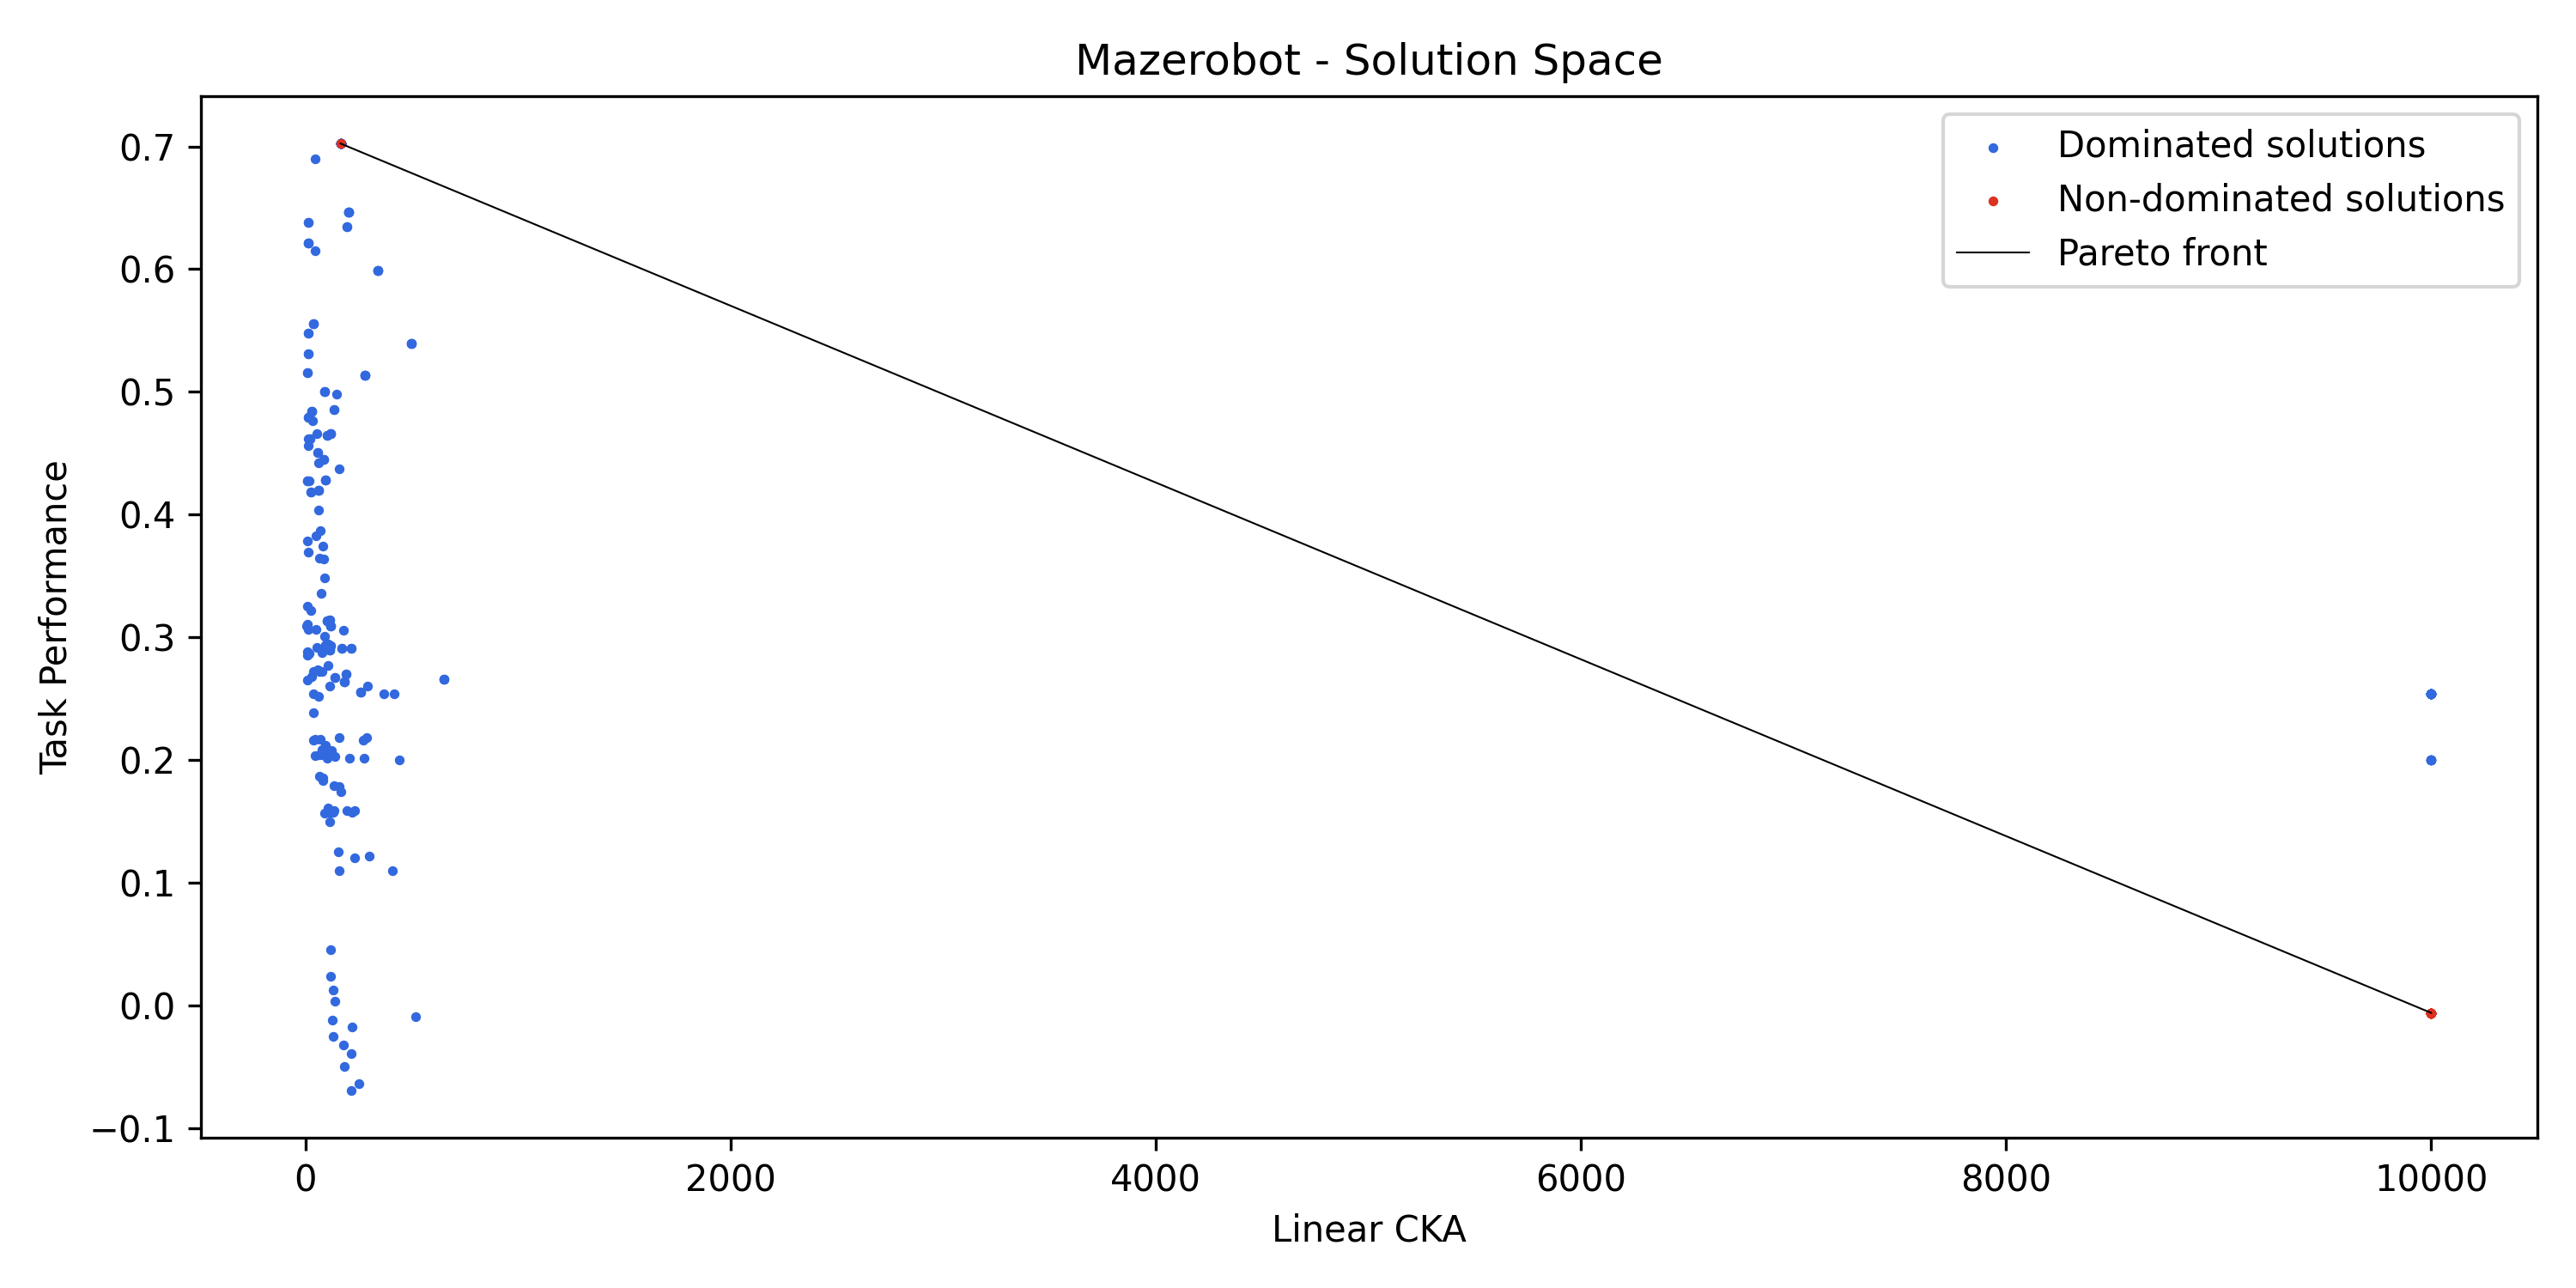 Mazerobot - Solution Space
Dominated solutions
Non-dominated solutions
Pareto front
Task Performance
0.7
0.6
0.5
0.4
0.3
0.2
0.1
0.0
−0.1
0 2000 4000 6000 8000 10000
Linear CKA